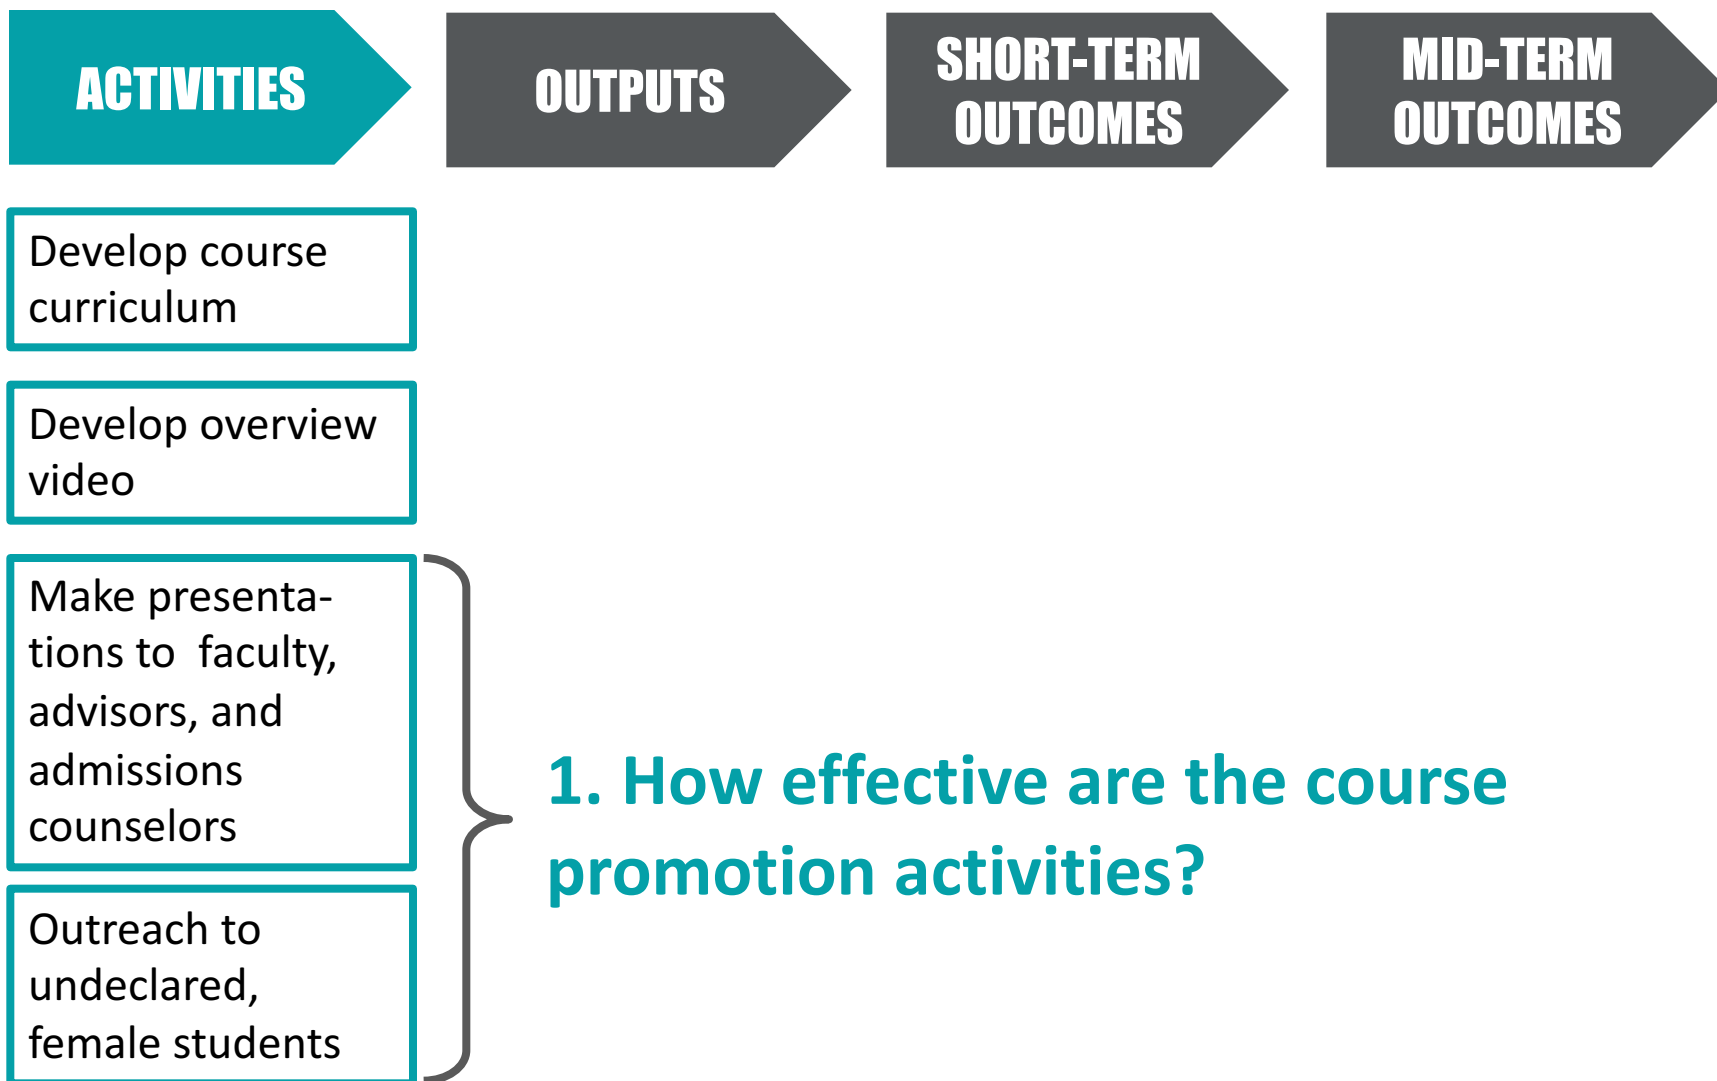 ACTIVITIES
OUTPUTS
SHORT-TERM
OUTCOMES
MID-TERM
OUTCOMES
Develop course
curriculum
Develop overview
video
Make presenta-
tions to  faculty,
advisors, and
admissions
counselors
Outreach to
undeclared,
female students
1. How effective are the course
promotion activities?